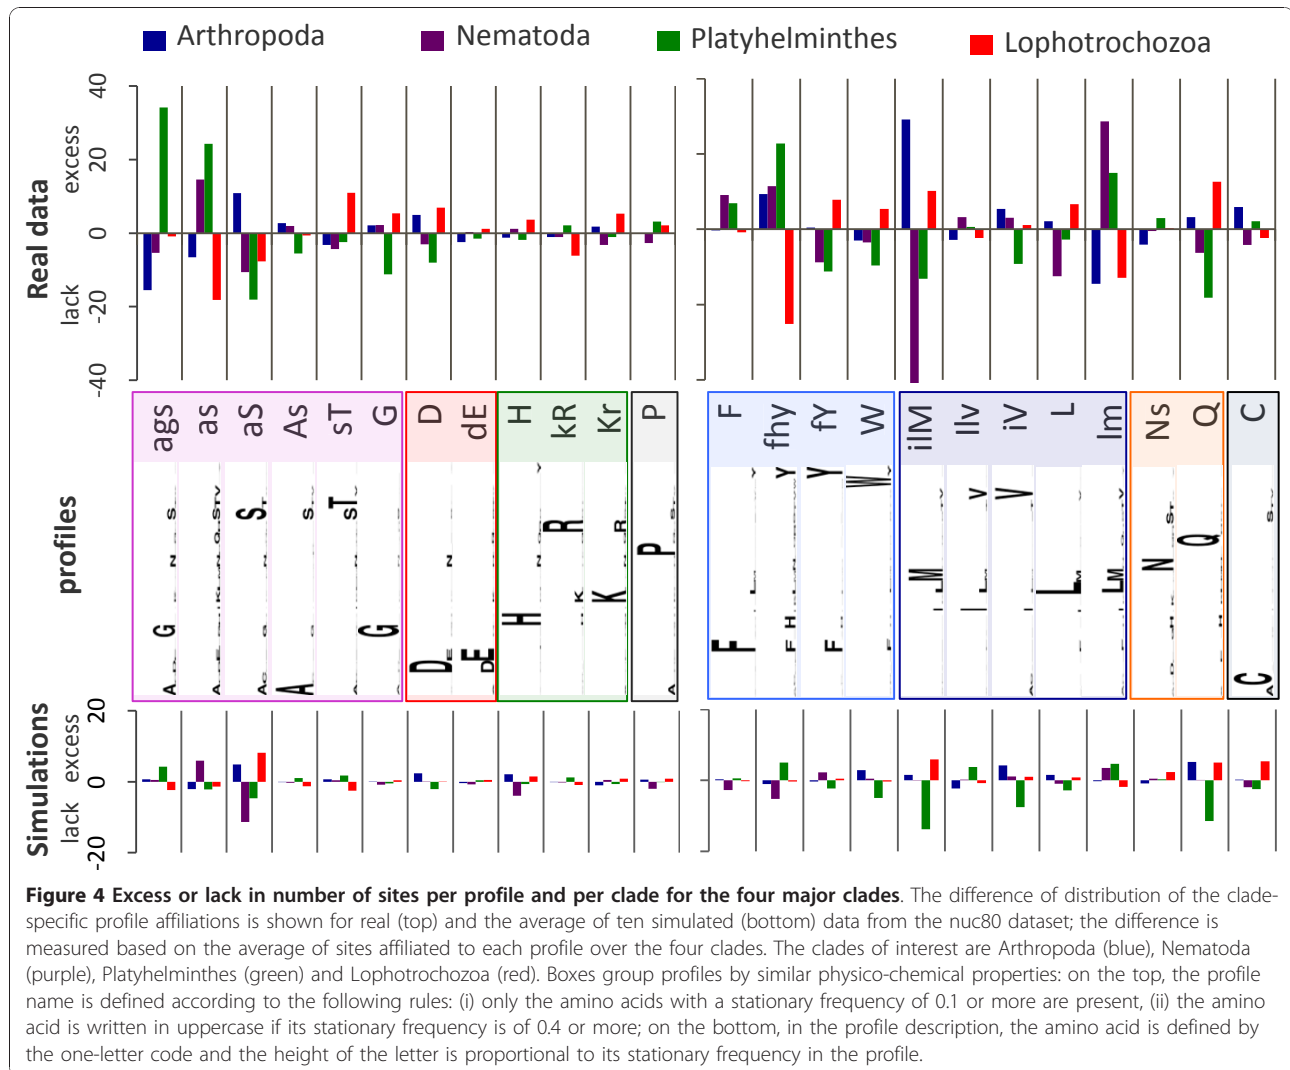 Arthropoda Nematoda Platyhelminthes Lophotrochozoa
Real data
lack excess
40
20
0
-20
-40
profiles
ags as aS As sT G D dE H kR Kr P F fhy fY W ilM Ilv iV L lm Ns Q C
Simulations
lack excess
20
0
-20
Figure 4 Excess or lack in number of sites per profile and per clade for the four major clades. The difference of distribution of the clade-
specific profile affiliations is shown for real (top) and the average of ten simulated (bottom) data from the nuc80 dataset; the difference is
measured based on the average of sites affiliated to each profile over the four clades. The clades of interest are Arthropoda (blue), Nematoda
(purple), Platyhelminthes (green) and Lophotrochozoa (red). Boxes group profiles by similar physico-chemical properties: on the top, the profile
name is defined according to the following rules: (i) only the amino acids with a stationary frequency of 0.1 or more are present, (ii) the amino
acid is written in uppercase if its stationary frequency is of 0.4 or more; on the bottom, in the profile description, the amino acid is defined by
the one-letter code and the height of the letter is proportional to its stationary frequency in the profile.